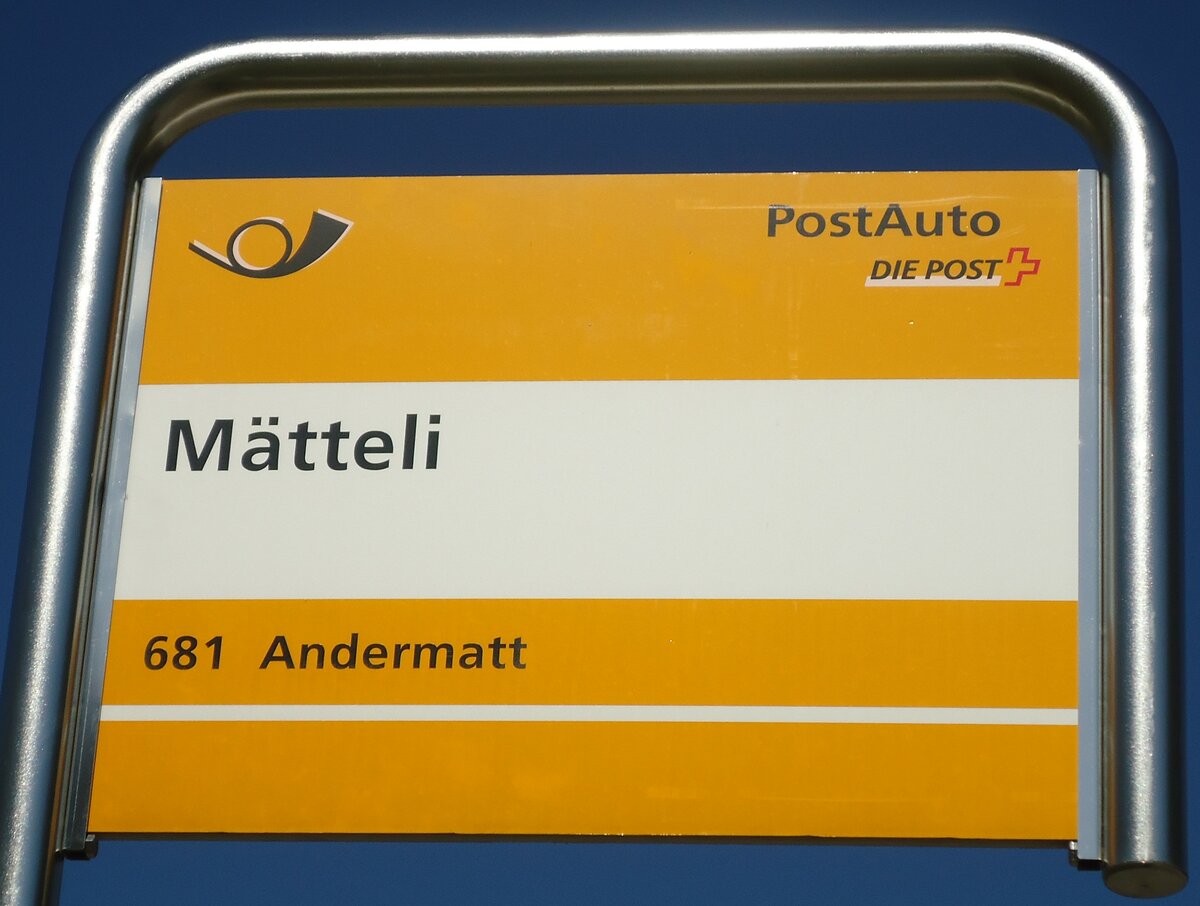 PostAuto
DIE POST
Mätteli
681 Andermatt